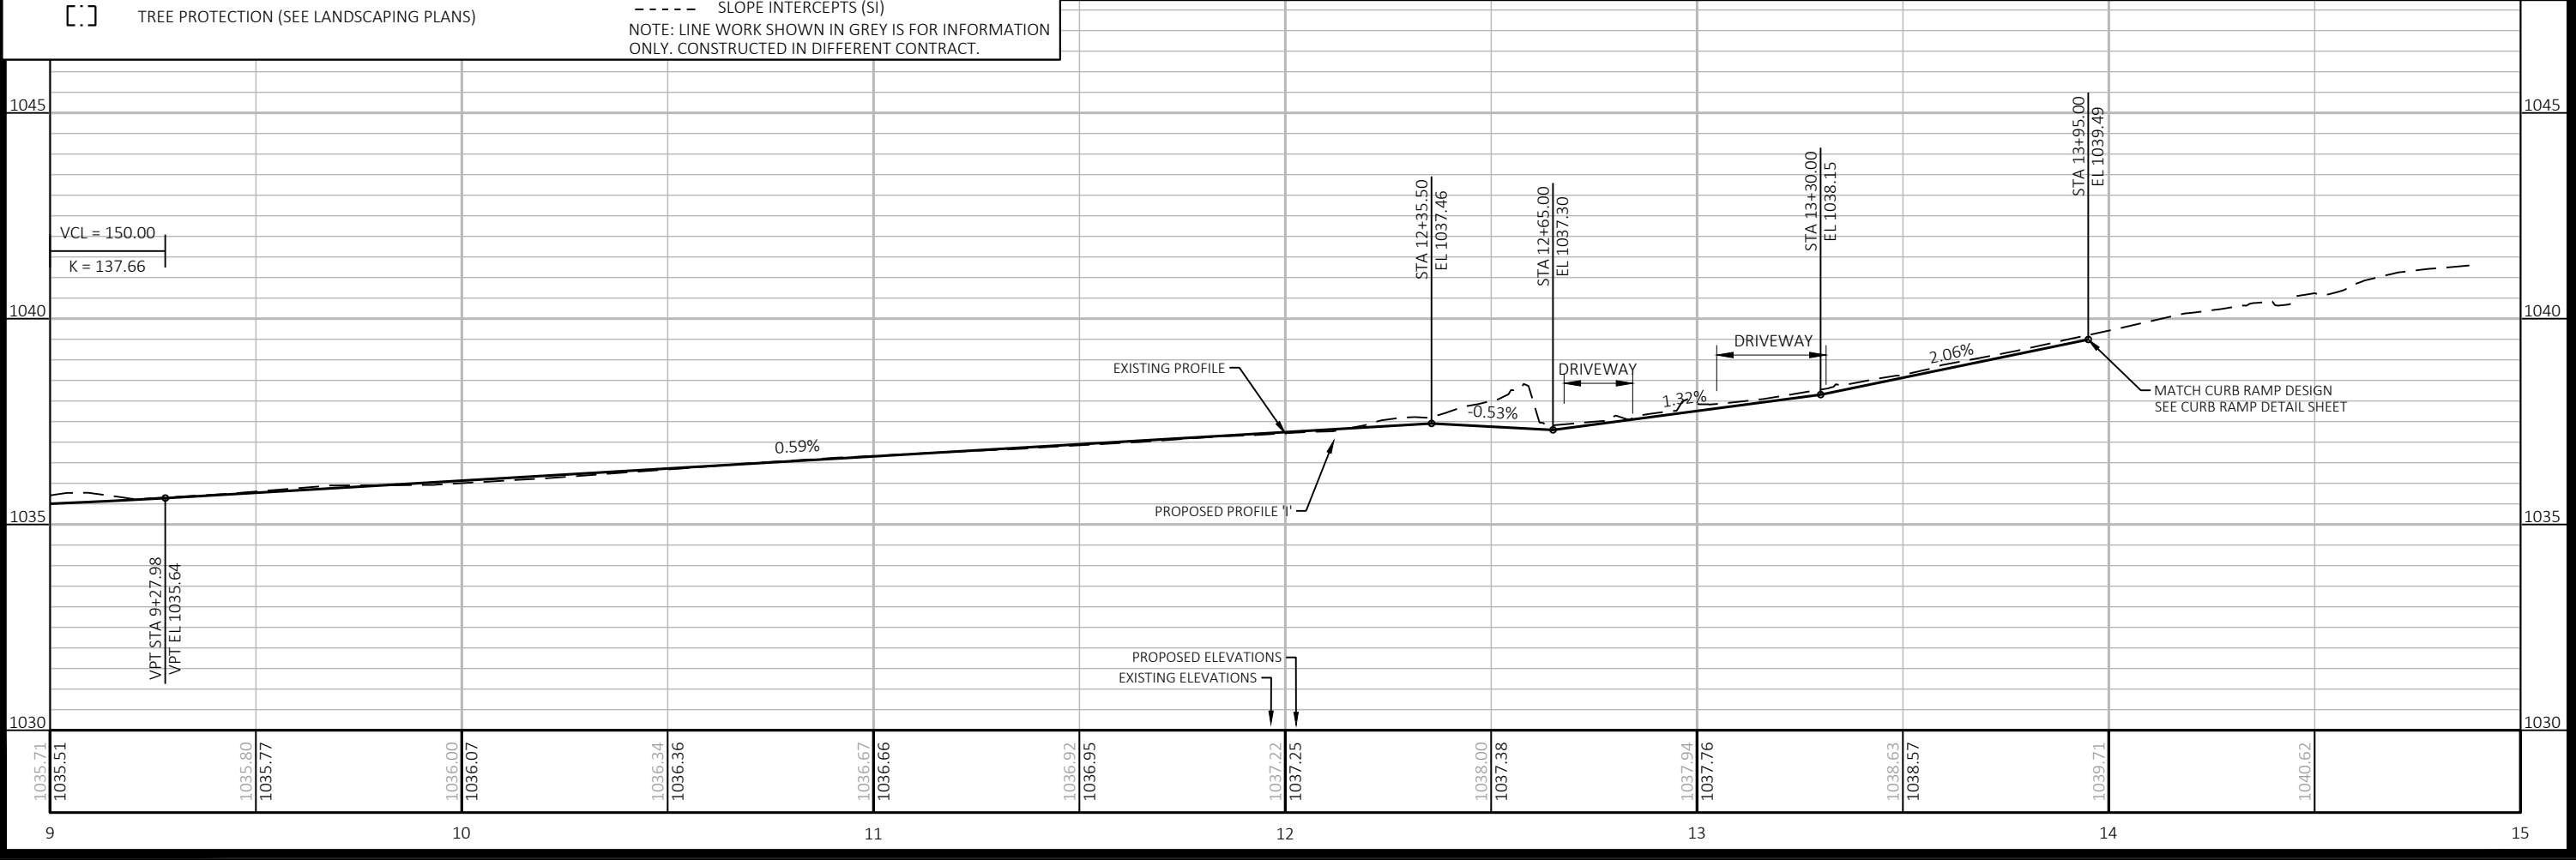 TREE PROTECTION (SEE LANDSCAPING PLANS)
SLOPE INTERCEPTS (SI)
NOTE: LINE WORK SHOWN IN GREY IS FOR INFORMATION
ONLY. CONSTRUCTED IN DIFFERENT CONTRACT.
1045
1045
STA 13+95.00
EL 1039.49
STA 13+30.00
EL 1038.15
STA 12+35.50
EL 1037.46
STA 12+65.00
EL 1037.30
VCL = 150.00
K = 137.66
1040
1040
DRIVEWAY
2.06%
EXISTING PROFILE
DRIVEWAY
MATCH CURB RAMP DESIGN
SEE CURB RAMP DETAIL SHEET
1.32%
-0.53%
0.59%
PROPOSED PROFILE 'I'
1035
1035
VPT STA 9+27.98
VPT EL 1035.64
PROPOSED ELEVATIONS
EXISTING ELEVATIONS
1030
1030
1035.71
1035.51
1035.80
1035.77
1036.00
1036.07
1036.34
1036.36
1036.67
1036.66
1036.92
1036.95
1037.22
1037.25
1038.00
1037.38
1037.94
1037.76
1038.63
1038.57
1039.71
1040.62
9
10
11
12
13
14
15